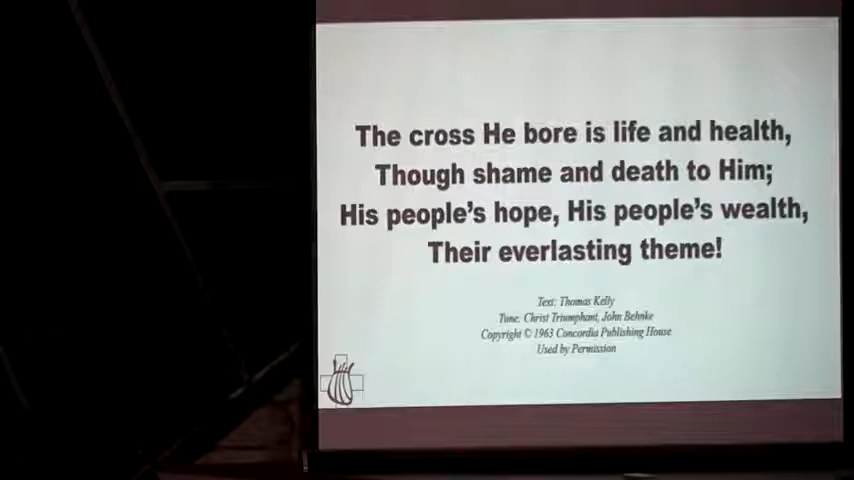 The cross He bore is life and health,
Though shame and death to Him;
His people's hope, His people's wealth,
Their everlasting theme!
Text: Thomas Kelly
Tune: Christ Triumphant, John Behnke
Copyright © 1963 Concordia Publishing House
Used by Permission